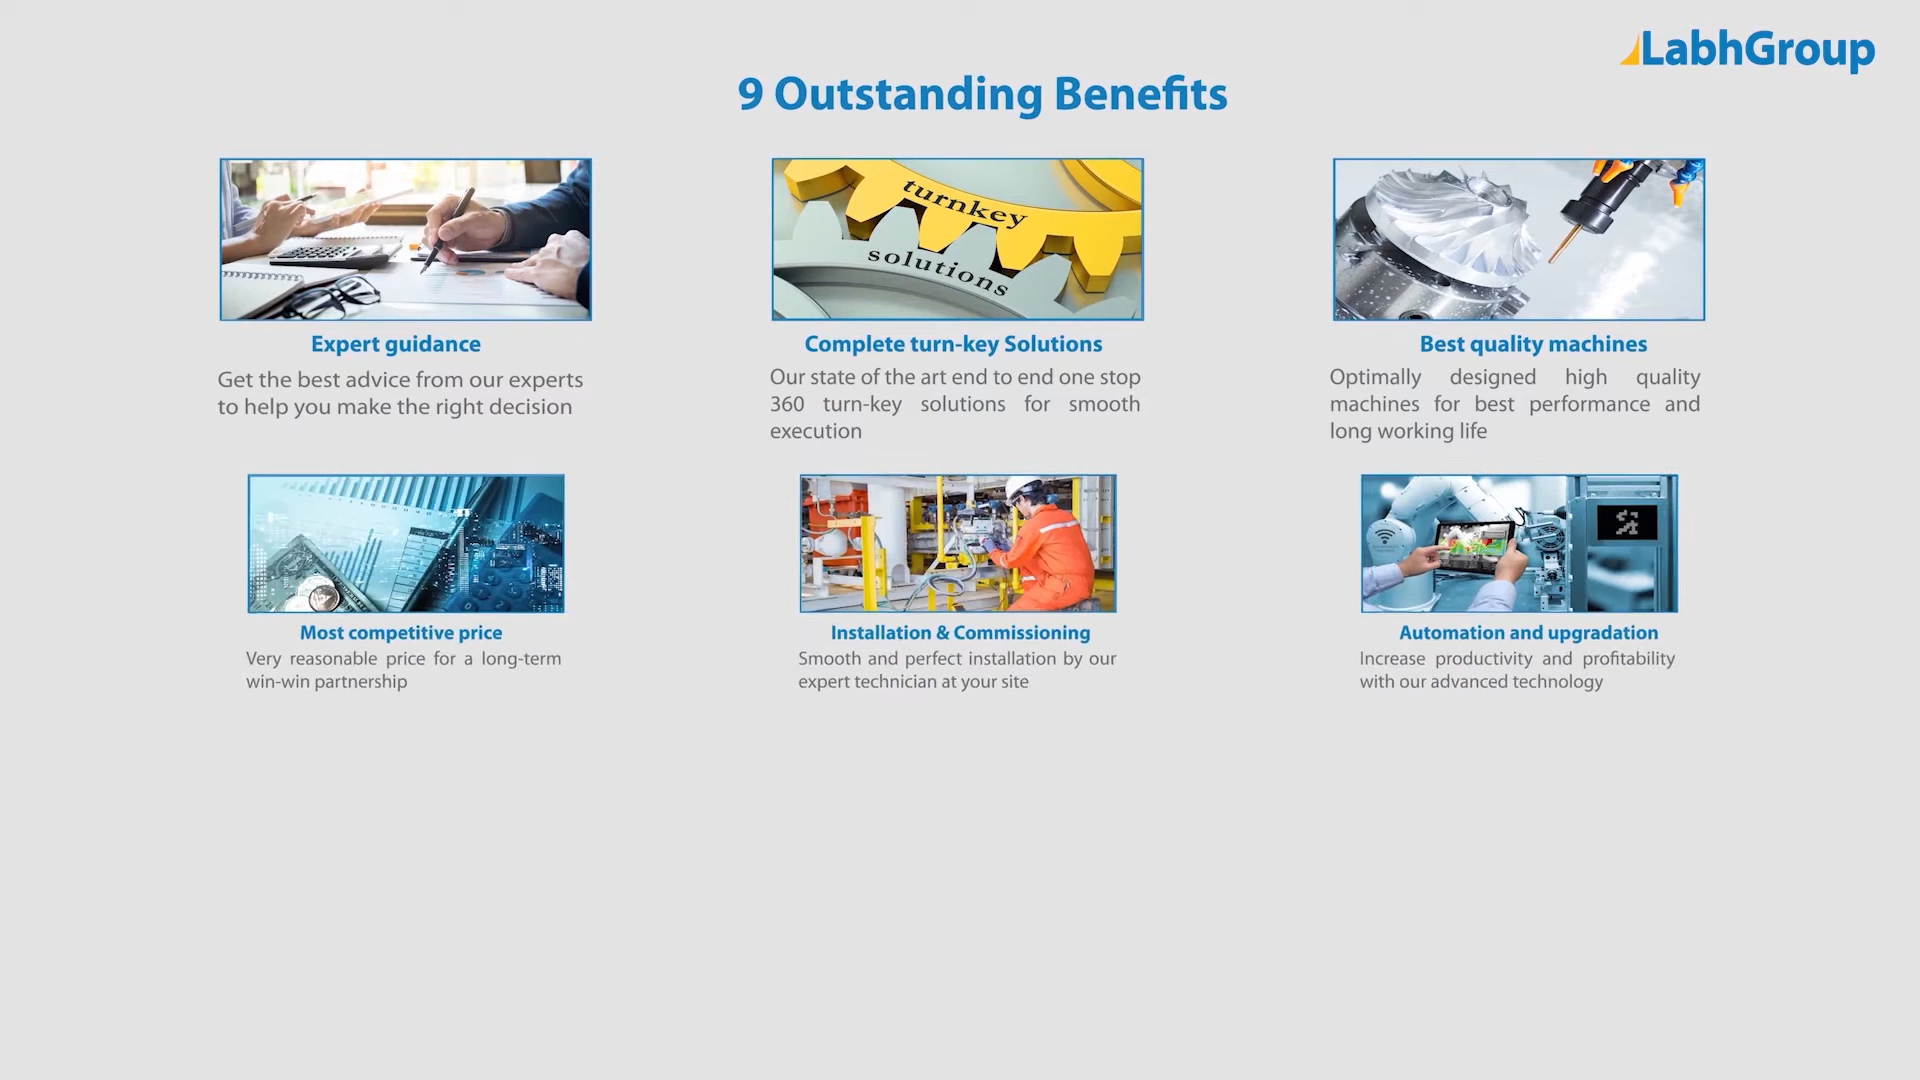 LabhGroup
9 Outstanding Benefits
turnkey
solutions
Expert guidance
Get the best advice from our experts
to help you make the right decision
Complete turn-key Solutions
Our state of the art end to end one stop
360 turn-key solutions for smooth
execution
Best quality machines
Optimally designed high quality
machines for best performance and
long working life
Most competitive price
Very reasonable price for a long-term
win-win partnership
Installation & Commissioning
Smooth and perfect installation by our
expert technician at your site
Automation and upgradation
Increase productivity and profitability
with our advanced technology